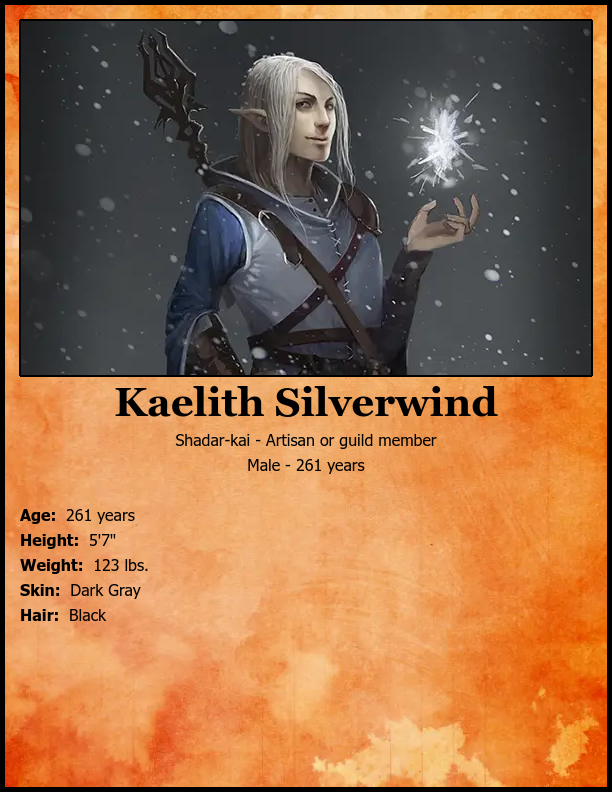 Kaelith Silverwind
Shadar-kai - Artisan or guild member
Male - 261 years
Age: 261 years
Height: 5'7"
Weight: 123 lbs.
Skin: Dark Gray
Hair: Black